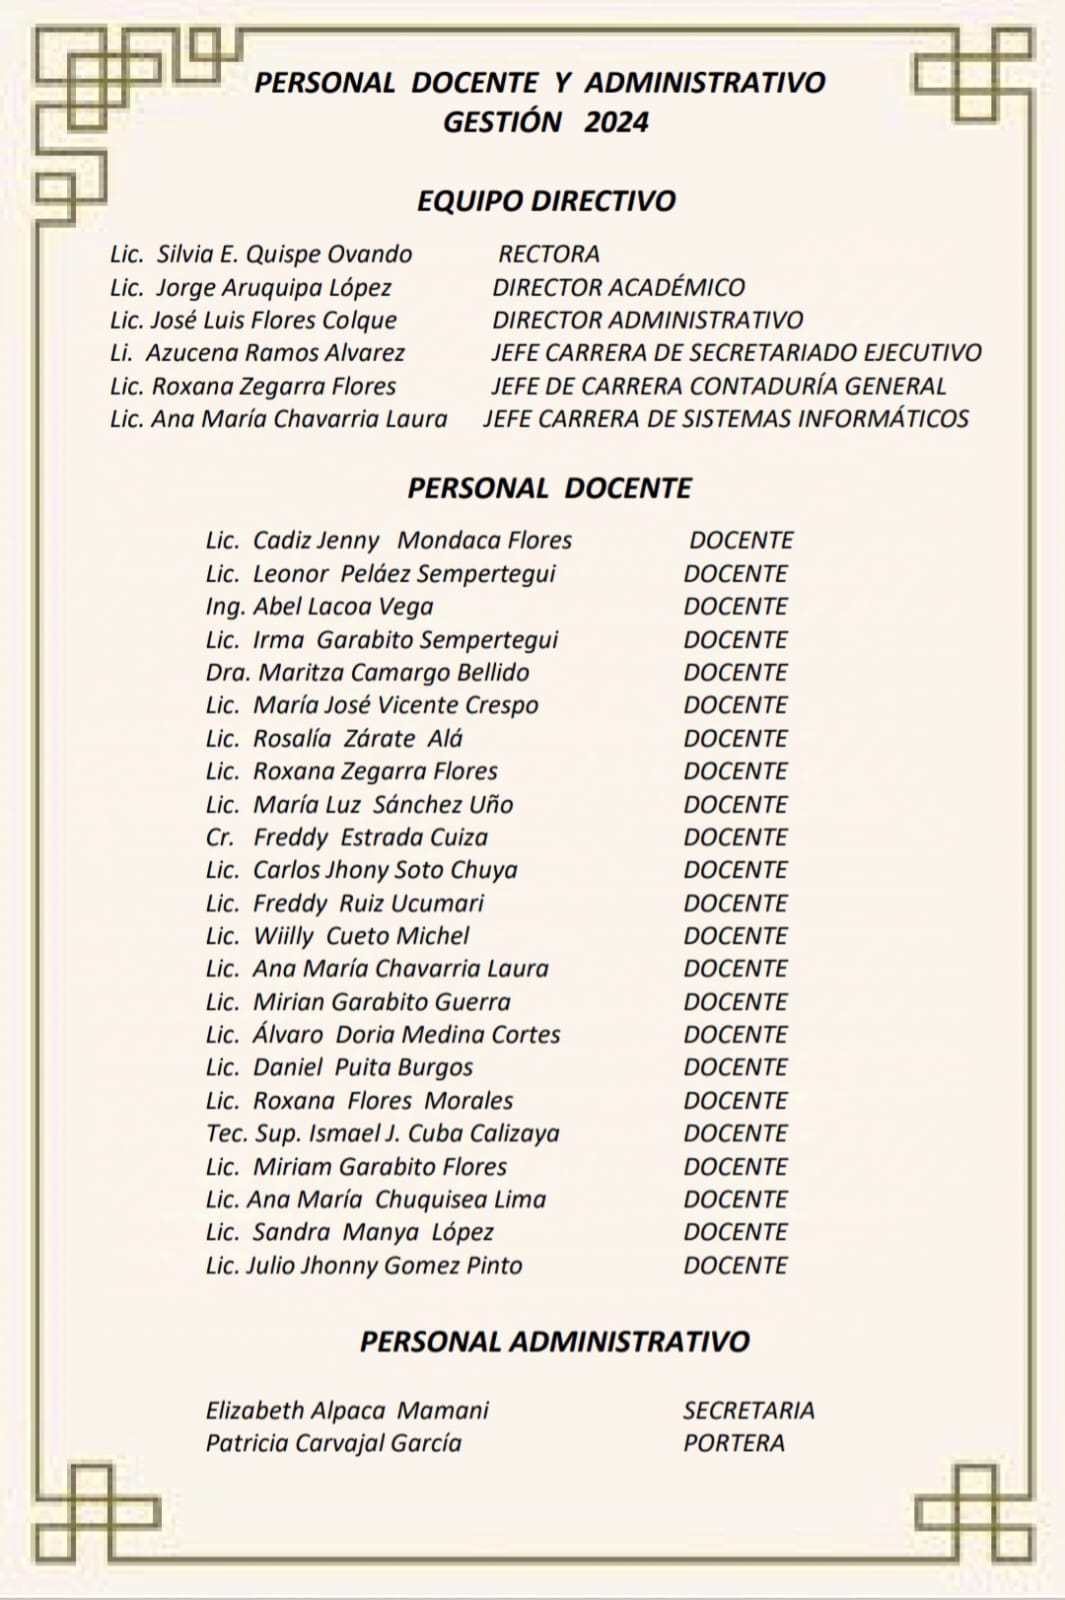 PERSONAL DOCENTE Y ADMINISTRATIVO
GESTIÓN 2024
EQUIPO DIRECTIVO
Lic. Silvia E. Quispe Ovando RECTORA
Lic. Jorge Aruquipa López DIRECTOR ACADÉMICO
Lic. José Luis Flores Colque DIRECTOR ADMINISTRATIVO
Li. Azucena Ramos Alvarez JEFE CARRERA DE SECRETARIADO EJECUTIVO
Lic. Roxana Zegarra Flores JEFE DE CARRERA CONTADURÍA GENERAL
Lic. Ana María Chavarria Laura JEFE CARRERA DE SISTEMAS INFORMÁTICOS
PERSONAL DOCENTE
Lic. Cadiz Jenny Mondaca Flores DOCENTE
Lic. Leonor Peláez Sempertegui DOCENTE
Ing. Abel Lacoa Vega DOCENTE
Lic. Irma Garabito Sempertegui DOCENTE
Dra. Maritza Camargo Bellido DOCENTE
Lic. María José Vicente Crespo DOCENTE
Lic. Rosalía Zárate Alá DOCENTE
Lic. Roxana Zegarra Flores DOCENTE
Lic. María Luz Sánchez Uño DOCENTE
Cr. Freddy Estrada Cuiza DOCENTE
Lic. Carlos Jhony Soto Chuya DOCENTE
Lic. Freddy Ruiz Ucumari DOCENTE
Lic. Wiilly Cueto Michel DOCENTE
Lic. Ana María Chavarria Laura DOCENTE
Lic. Mirian Garabito Guerra DOCENTE
Lic. Álvaro Doria Medina Cortes DOCENTE
Lic. Daniel Puita Burgos DOCENTE
Lic. Roxana Flores Morales DOCENTE
Tec. Sup. Ismael J. Cuba Calizaya DOCENTE
Lic. Miriam Garabito Flores DOCENTE
Lic. Ana María Chuquisea Lima DOCENTE
Lic. Sandra Manya López DOCENTE
Lic. Julio Jhonny Gomez Pinto DOCENTE
PERSONAL ADMINISTRATIVO
Elizabeth Alpaca Mamani SECRETARIA
Patricia Carvajal García PORTERA